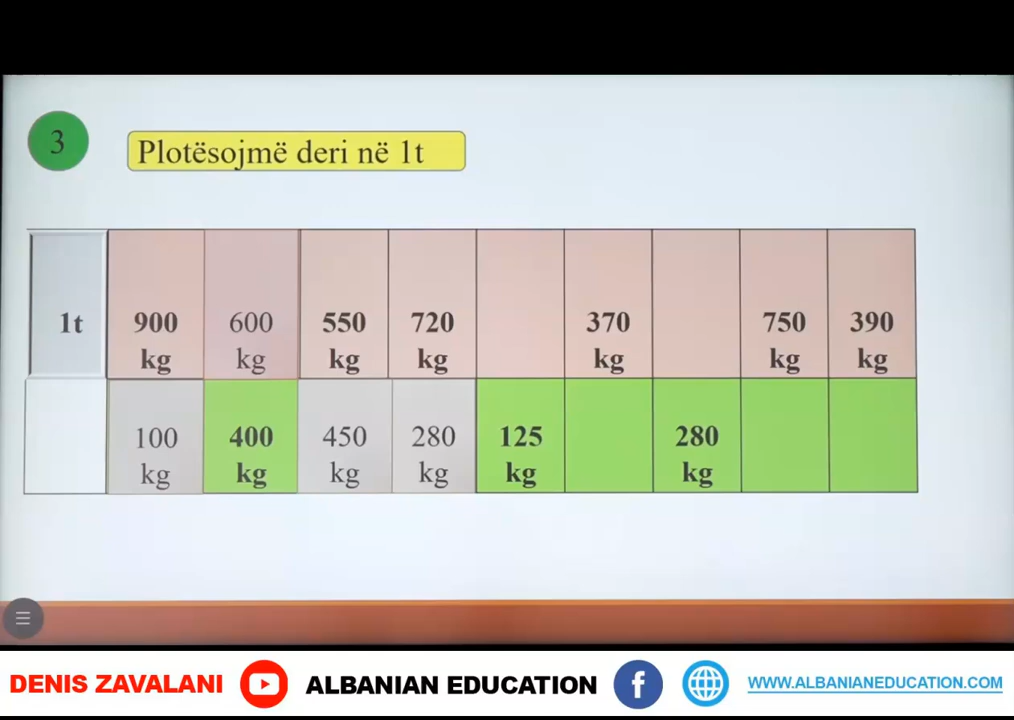 3
Plotësojmë deri në 1t
1t 900 kg 600 kg 550 kg 720 kg 370 kg 750 kg 390 kg
100 kg 400 kg 450 kg 280 kg 125 kg 280 kg
DENIS ZAVALANI ALBANIAN EDUCATION f WWW.ALBANIANEDUCATION.COM